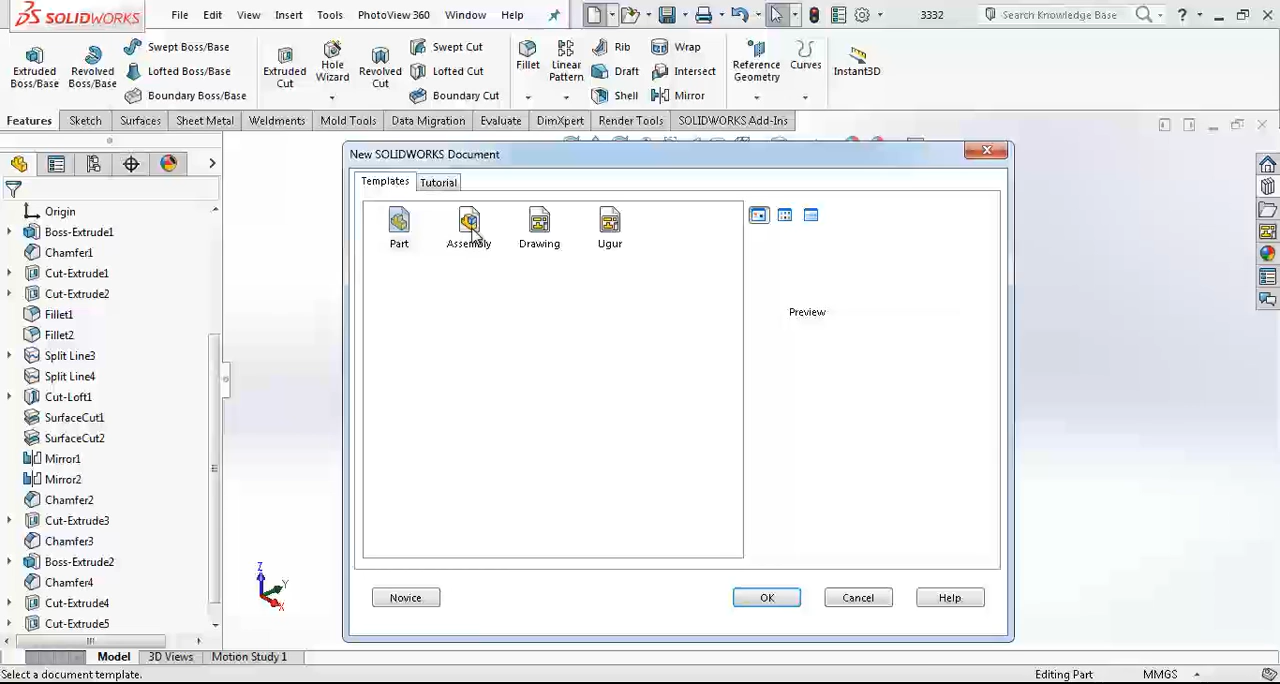 SOLIDWORKS File Edit View Insert Tools PhotoView 360 Window Help 3332 Search Knowledge Base ?
Extruded Boss/Base Revolved Boss/Base Swept Boss/Base Lofted Boss/Base Boundary Boss/Base Extruded Cut Hole Wizard Revolved Cut Swept Cut Lofted Cut Boundary Cut Fillet Linear Pattern Rib Draft Shell Wrap Intersect Mirror Reference Geometry Curves Instant3D
Features Sketch Surfaces Sheet Metal Weldments Mold Tools Data Migration Evaluate DimXpert Render Tools SOLIDWORKS Add-Ins
Origin
Boss-Extrude1
Chamfer1
Cut-Extrude1
Cut-Extrude2
Fillet1
Fillet2
Split Line3
Split Line4
Cut-Loft1
SurfaceCut1
SurfaceCut2
Mirror1
Mirror2
Chamfer2
Cut-Extrude3
Chamfer3
Boss-Extrude2
Chamfer4
Cut-Extrude4
Cut-Extrude5
New SOLIDWORKS Document
Templates Tutorial
Part Assembly Drawing Ugur
Preview
Novice OK Cancel Help
Z Y X
Model 3D Views Motion Study 1
Select a document template. Editing Part MMGS